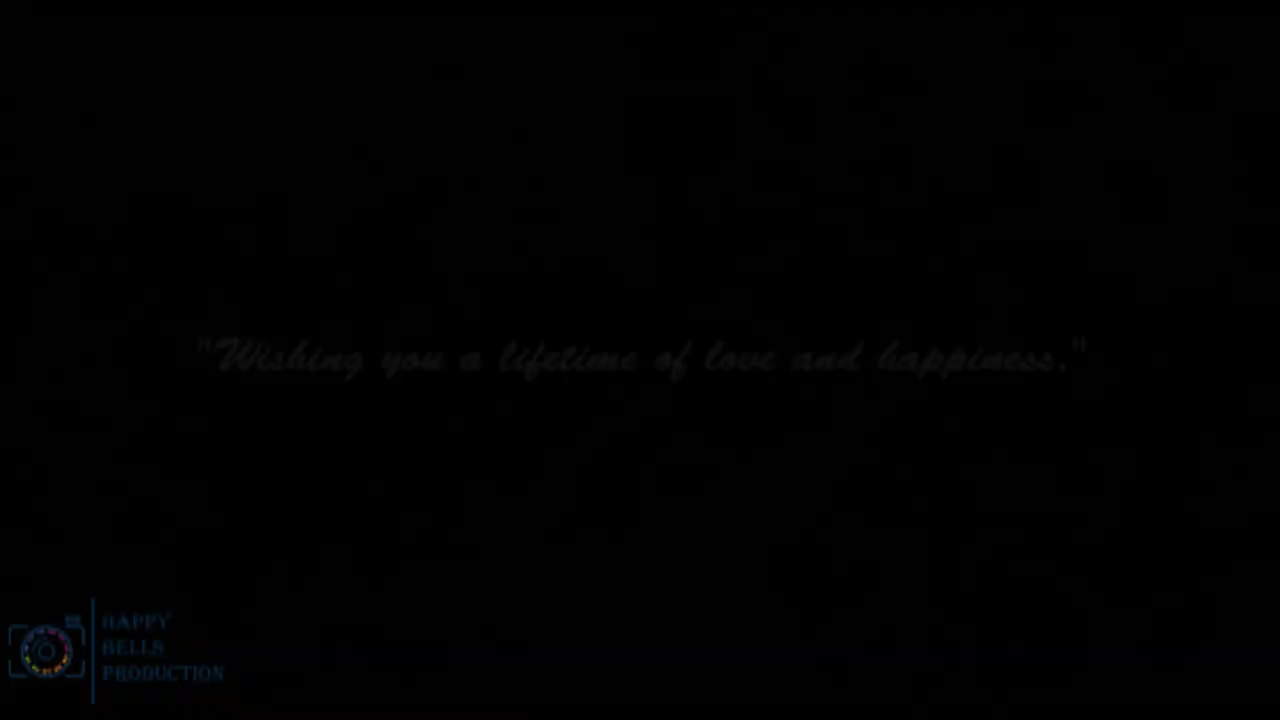 "Wishing you a lifetime of love and happiness."
HAPPY
BELLS
PRODUCTION